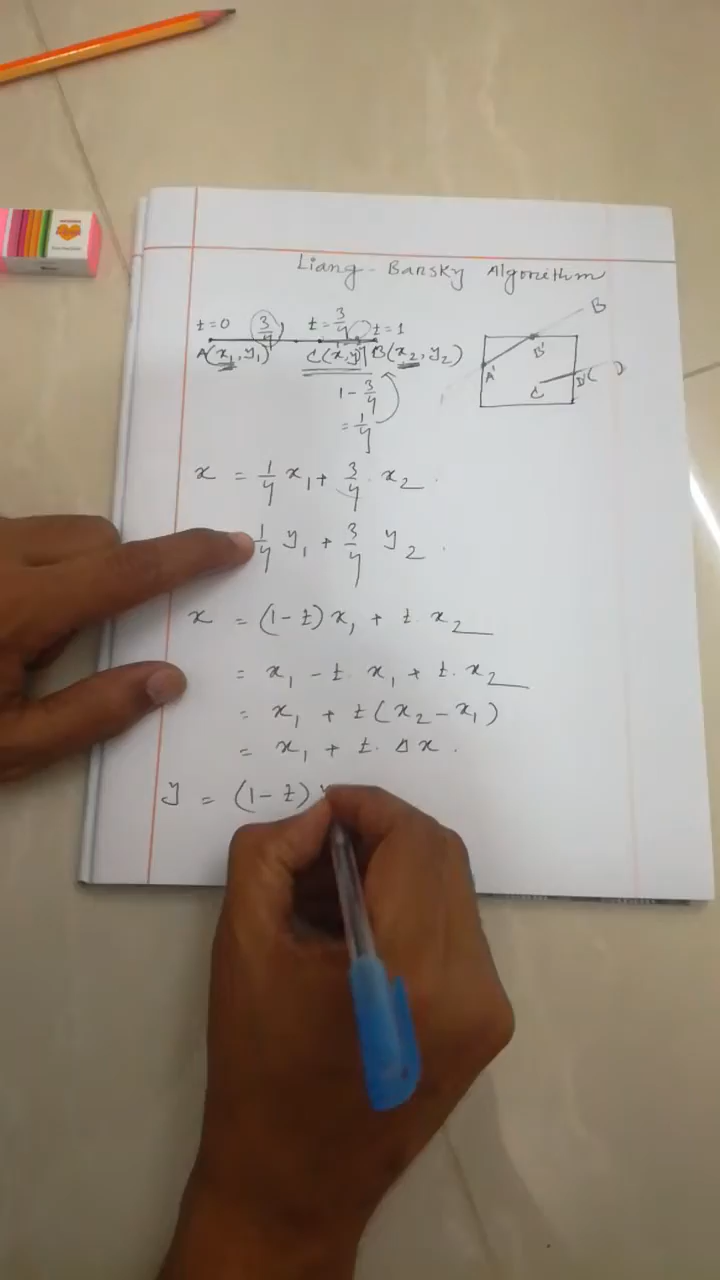 Liang-Barsky Algorithm
t=0 3/4 t=3/4 t=1
A(x₁, y₁) C(x, y) B(x₂, y₂)
1 - 3/4
= 1/4
B
A' B'
C D'
x = 1/4 x₁ + 3/4 . x₂
1/4 y₁ + 3/4 y₂
x = (1-t) x₁ + t. x₂
= x₁ - t. x₁ + t. x₂
= x₁ + t(x₂ - x₁)
= x₁ + t. Δx.
y = (1-t) y